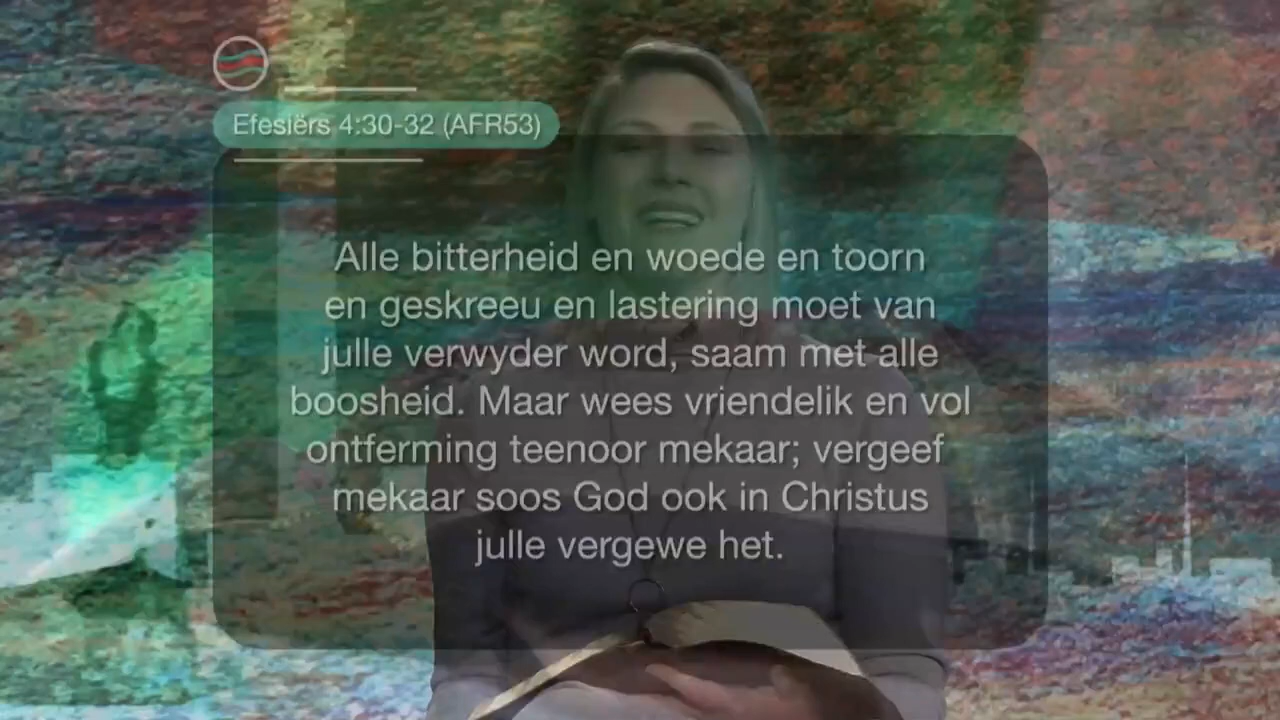 Efesiërs 4:30-32 (AFR53)
Alle bitterheid en woede en toorn
en geskreeu en lastering moet van
julle verwyder word, saam met alle
boosheid. Maar wees vriendelik en vol
ontferming teenoor mekaar; vergeef
mekaar soos God ook in Christus
julle vergewe het.